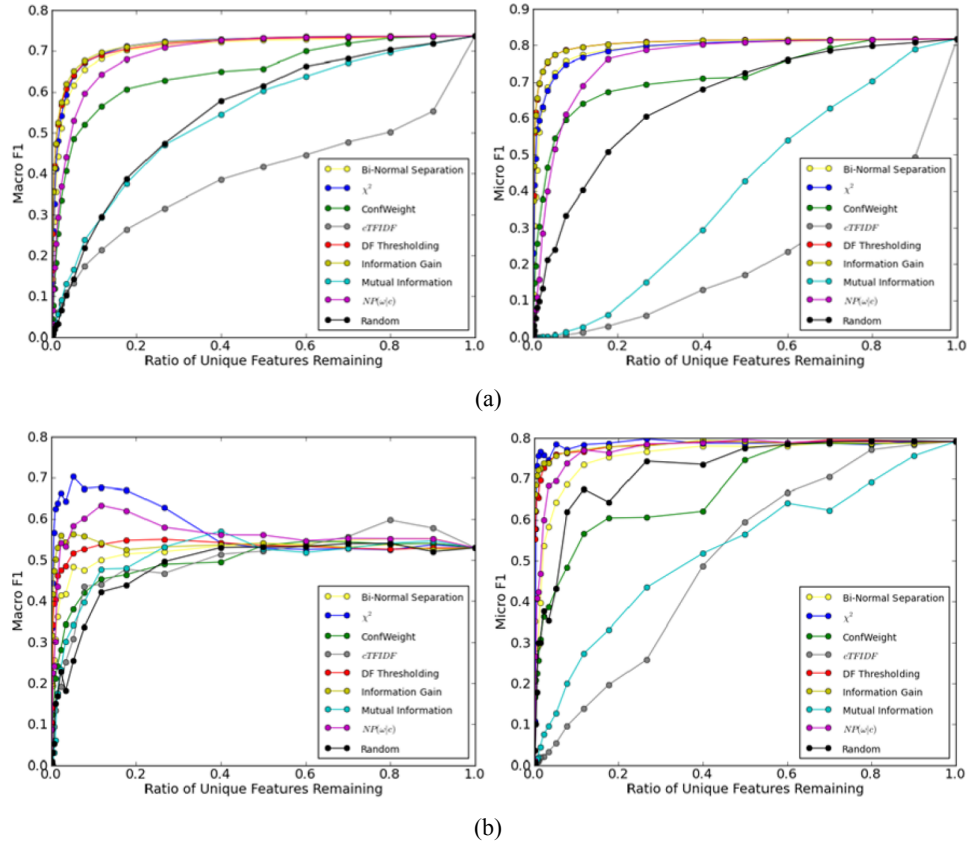 0.8
0.7
0.6
0.5
0.4
0.3
0.2
0.1
0.0
Macro F1
0.0 0.2 0.4 0.6 0.8 1.0
Ratio of Unique Features Remaining
Bi-Normal Separation
χ²
ConfWeight
eTFIDF
DF Thresholding
Information Gain
Mutual Information
NP(ω|c)
Random
0.9
0.8
0.7
0.6
0.5
0.4
0.3
0.2
0.1
0.0
Micro F1
0.0 0.2 0.4 0.6 0.8 1.0
Ratio of Unique Features Remaining
Bi-Normal Separation
χ²
ConfWeight
eTFIDF
DF Thresholding
Information Gain
Mutual Information
NP(ω|c)
Random
(a)
0.8
0.7
0.6
0.5
0.4
0.3
0.2
0.1
0.0
Macro F1
0.0 0.2 0.4 0.6 0.8 1.0
Ratio of Unique Features Remaining
Bi-Normal Separation
χ²
ConfWeight
eTFIDF
DF Thresholding
Information Gain
Mutual Information
NP(ω|c)
Random
0.8
0.7
0.6
0.5
0.4
0.3
0.2
0.1
0.0
Micro F1
0.0 0.2 0.4 0.6 0.8 1.0
Ratio of Unique Features Remaining
Bi-Normal Separation
χ²
ConfWeight
eTFIDF
DF Thresholding
Information Gain
Mutual Information
NP(ω|c)
Random
(b)